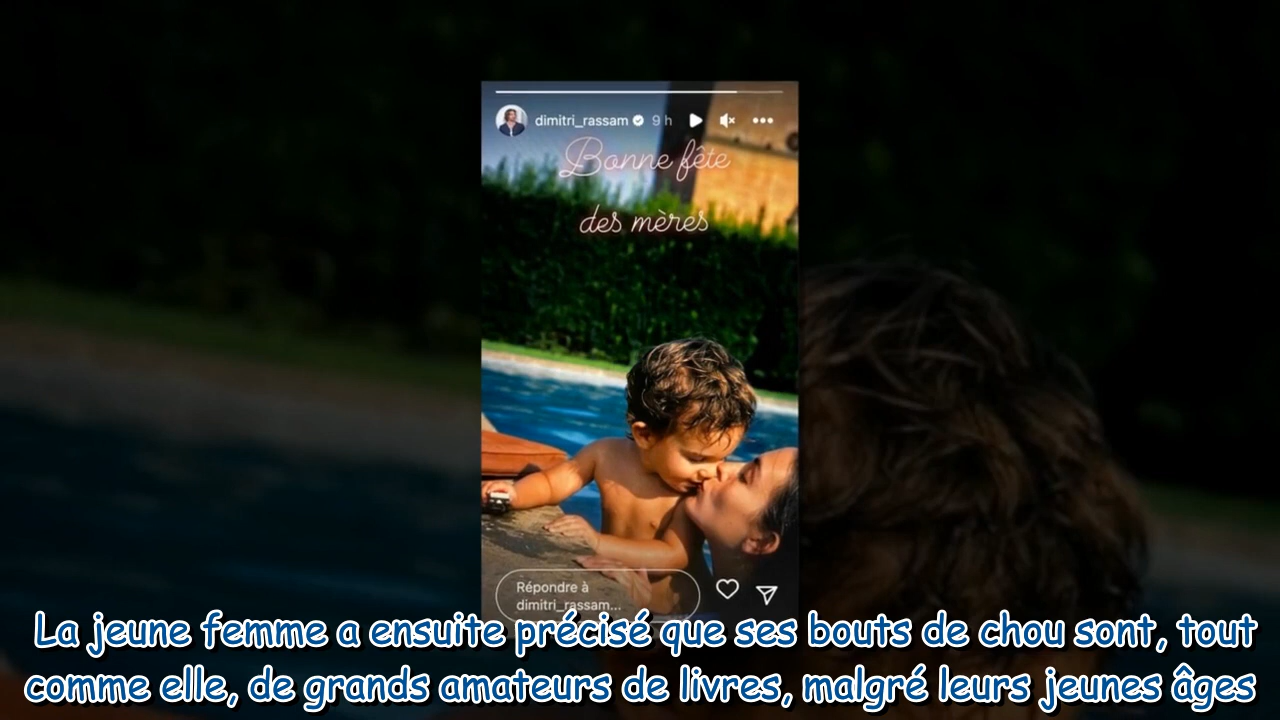 dimitri_rassam 9 h
Bonne fête
des mères
Répondre à
dimitri_rassam...
La jeune femme a ensuite précisé que ses bouts de chou sont, tout
comme elle, de grands amateurs de livres, malgré leurs jeunes âges